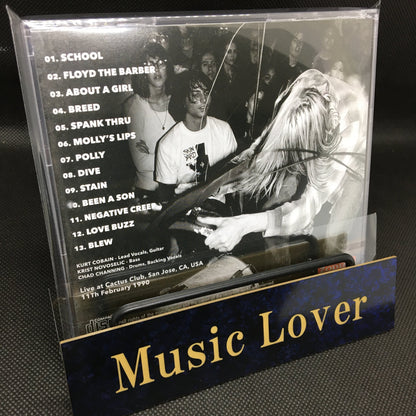 01. SCHOOL
02. FLOYD THE BARBER
03. ABOUT A GIRL
04. BREED
05. SPANK THRU
06. MOLLY'S LIPS
07. POLLY
08. DIVE
09. STAIN
10. BEEN A SON
11. NEGATIVE CREEP
12. LOVE BUZZ
13. BLEW
KURT COBAIN - Lead Vocals, Guitar
KRIST NOVOSELIC - Bass
CHAD CHANNING - Drums, Backing Vocals
Live at Cactus Club, San Jose, CA, USA
11th February 1990
Music Lover